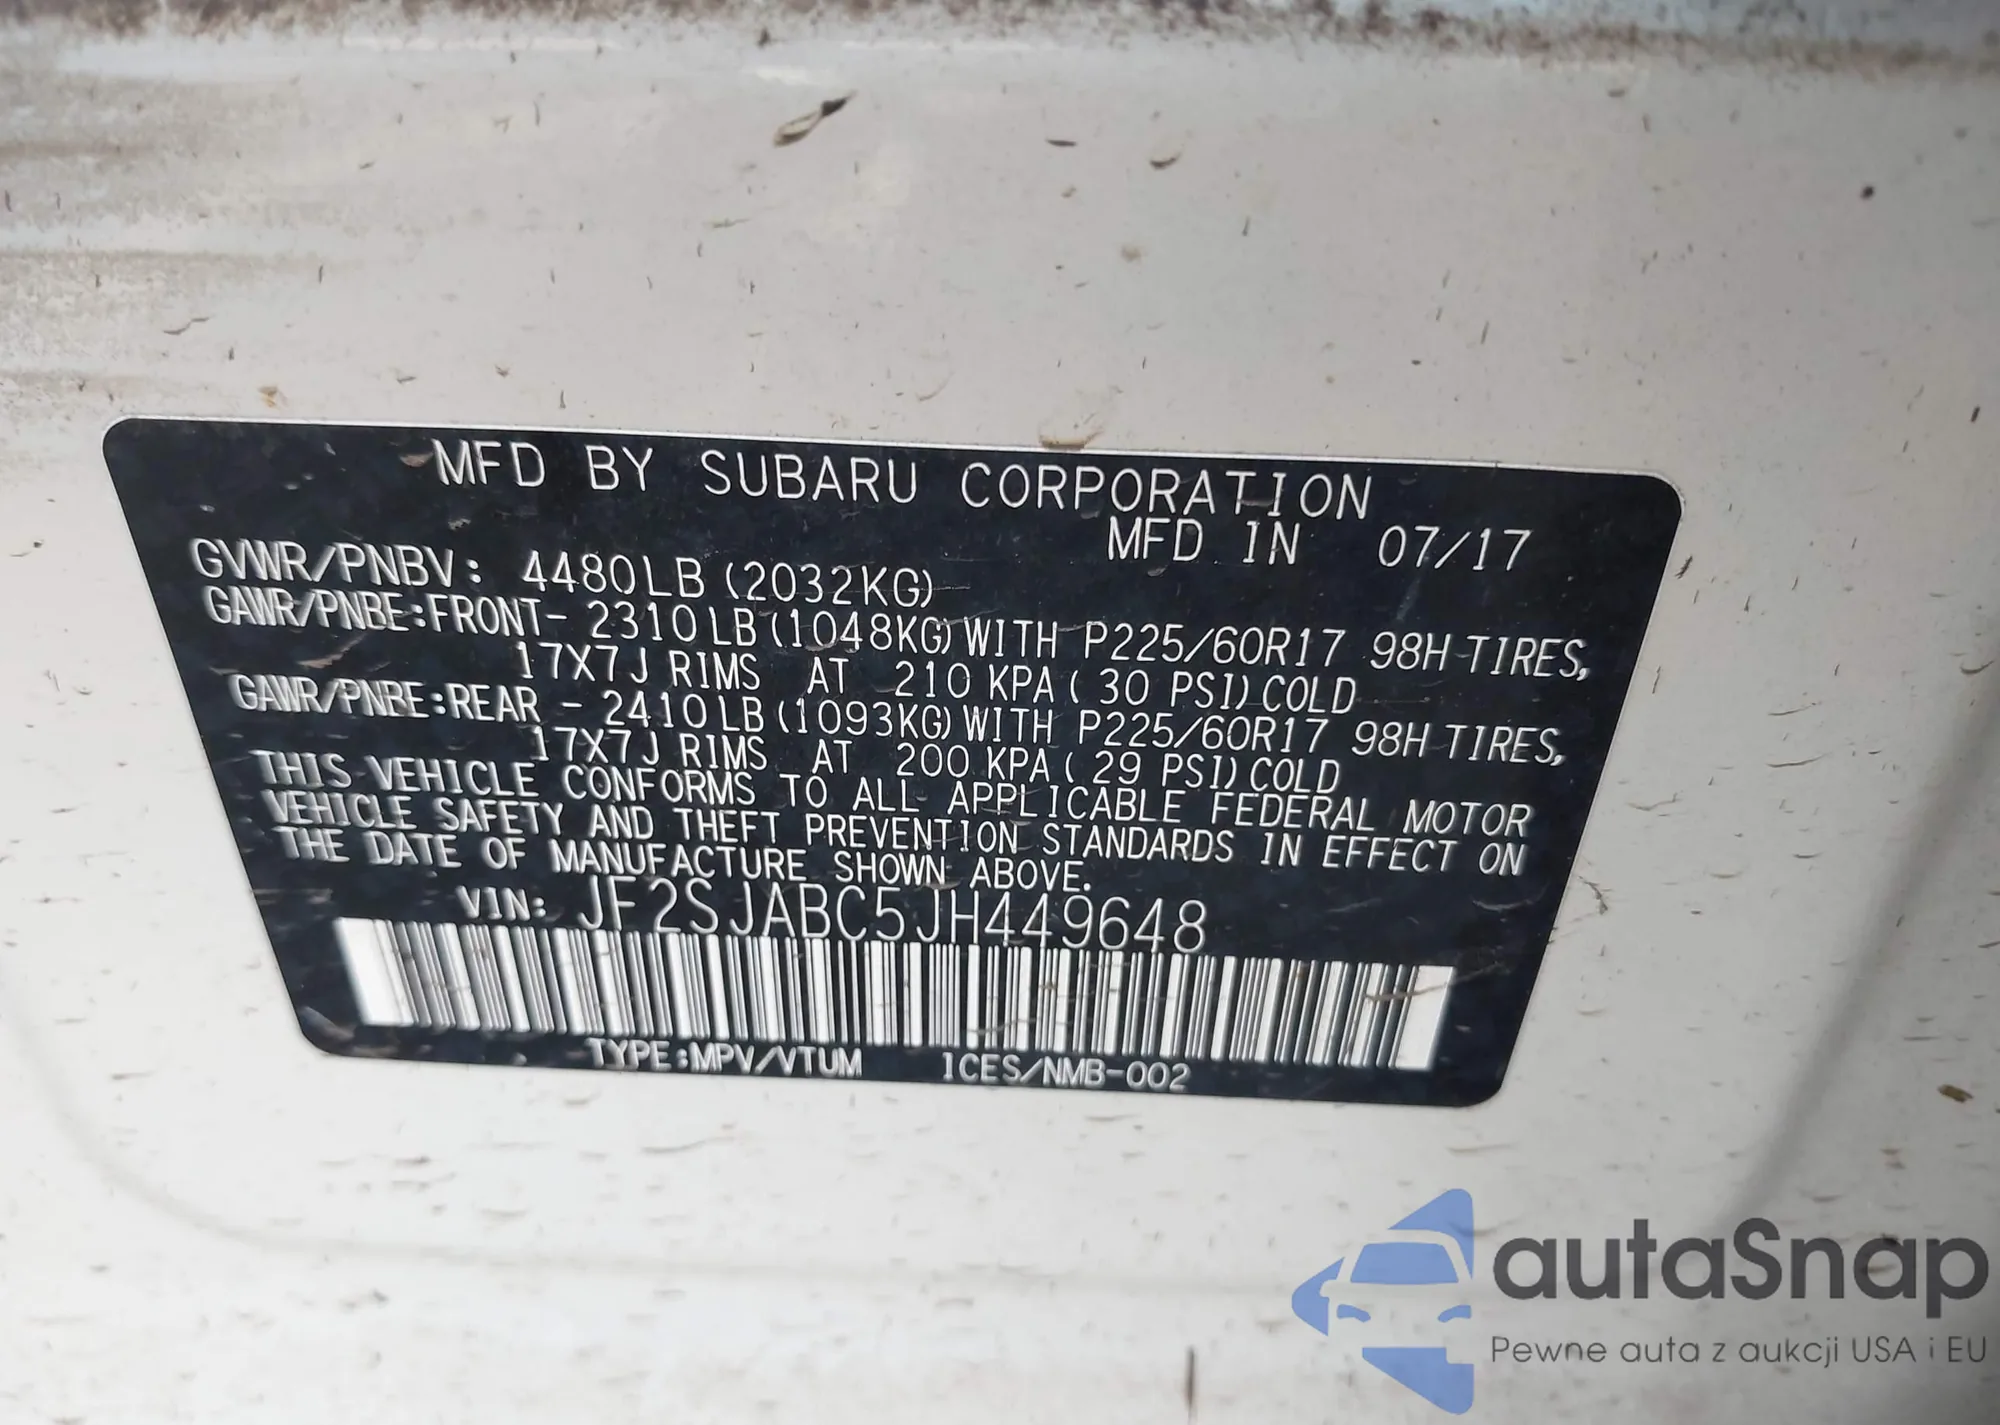 MFD BY SUBARU CORPORATION
MFD IN 07/17
GVWR/PNBV: 4480LB (2032KG)
GAWR/PNBE:FRONT- 2310LB(1048KG)WITH P225/60R17 98H TIRES,
17X7J RIMS AT 210 KPA( 30 PSI)COLD
GAWR/PNBE:REAR - 2410LB(1093KG)WITH P225/60R17 98H TIRES,
17X7J RIMS AT 200 KPA( 29 PSI)COLD
THIS VEHICLE CONFORMS TO ALL APPLICABLE FEDERAL MOTOR
VEHICLE SAFETY AND THEFT PREVENTION STANDARDS IN EFFECT ON
THE DATE OF MANUFACTURE SHOWN ABOVE.
VIN: JF2SJABC5JH449648
TYPE:MPV/VTUM ICES/NMB-002
autaSnap
Pewne auta z aukcji USA i EU